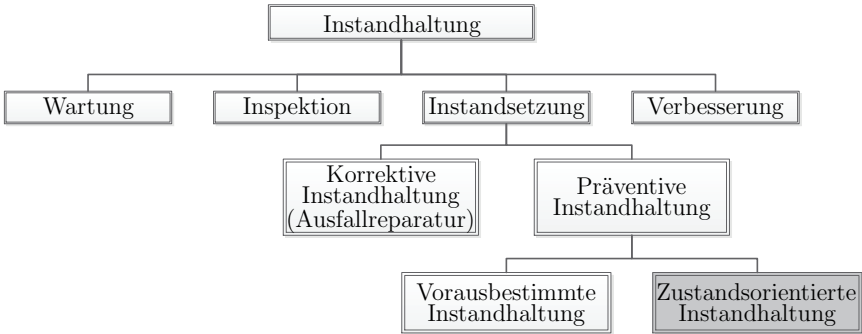 Instandhaltung
Wartung
Inspektion
Instandsetzung
Verbesserung
Korrektive
Instandhaltung
(Ausfallreparatur)
Präventive
Instandhaltung
Vorausbestimmte
Instandhaltung
Zustandsorientierte
Instandhaltung